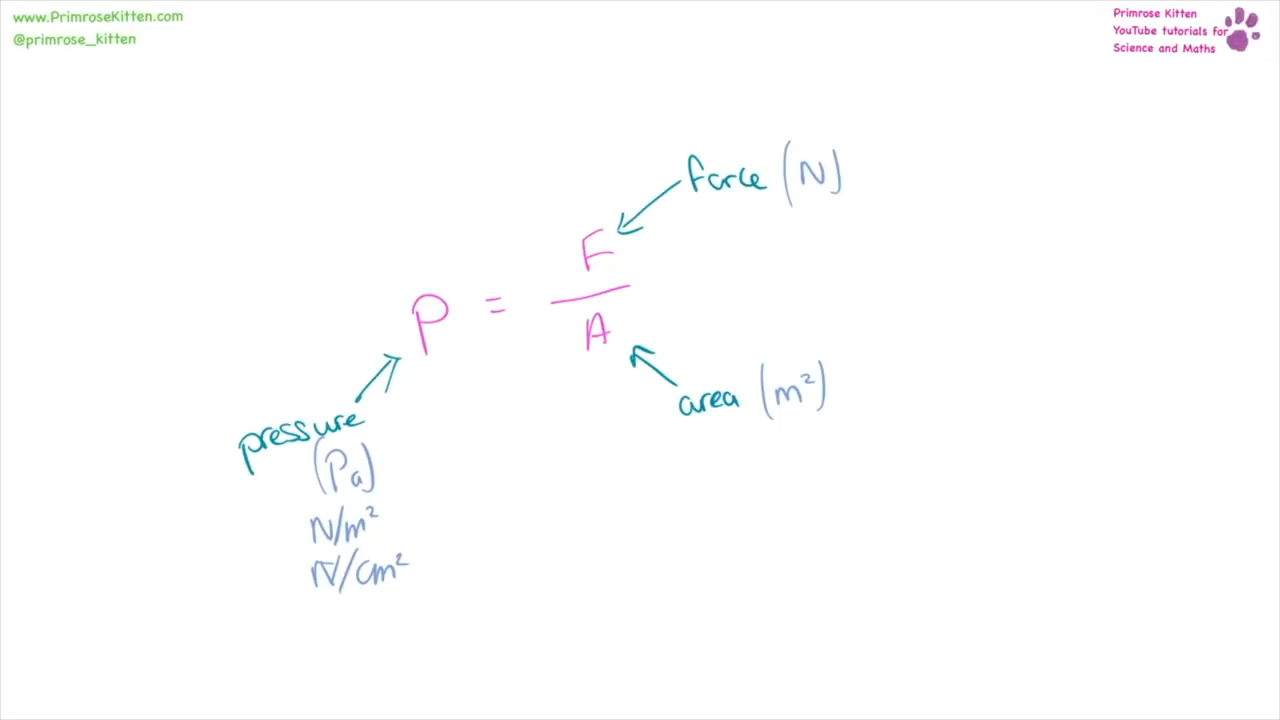 www.PrimroseKitten.com
@primrose_kitten
Primrose Kitten
YouTube tutorials for
Science and Maths
force (N)
P = F/A
area (m²)
pressure
(Pa)
N/m²
N/cm²